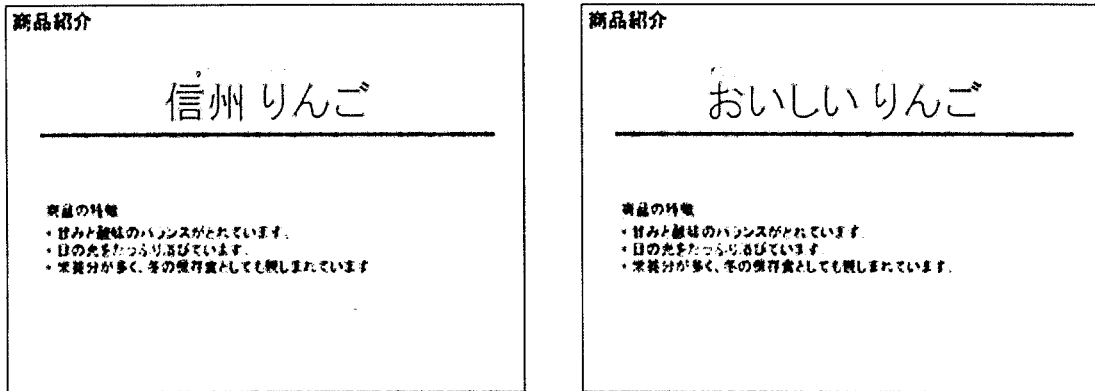 商品紹介
信州 りんご
商品の特徴
・甘みと酸味のバランスがとれています。
・日の光をたっぷり浴びています。
・栄養分が多く、冬の保存食としても親しまれています
商品紹介
おいしい りんご
商品の特徴
・甘みと酸味のバランスがとれています。
・日の光をたっぷり浴びています。
・栄養分が多く、冬の保存食としても親しまれています。